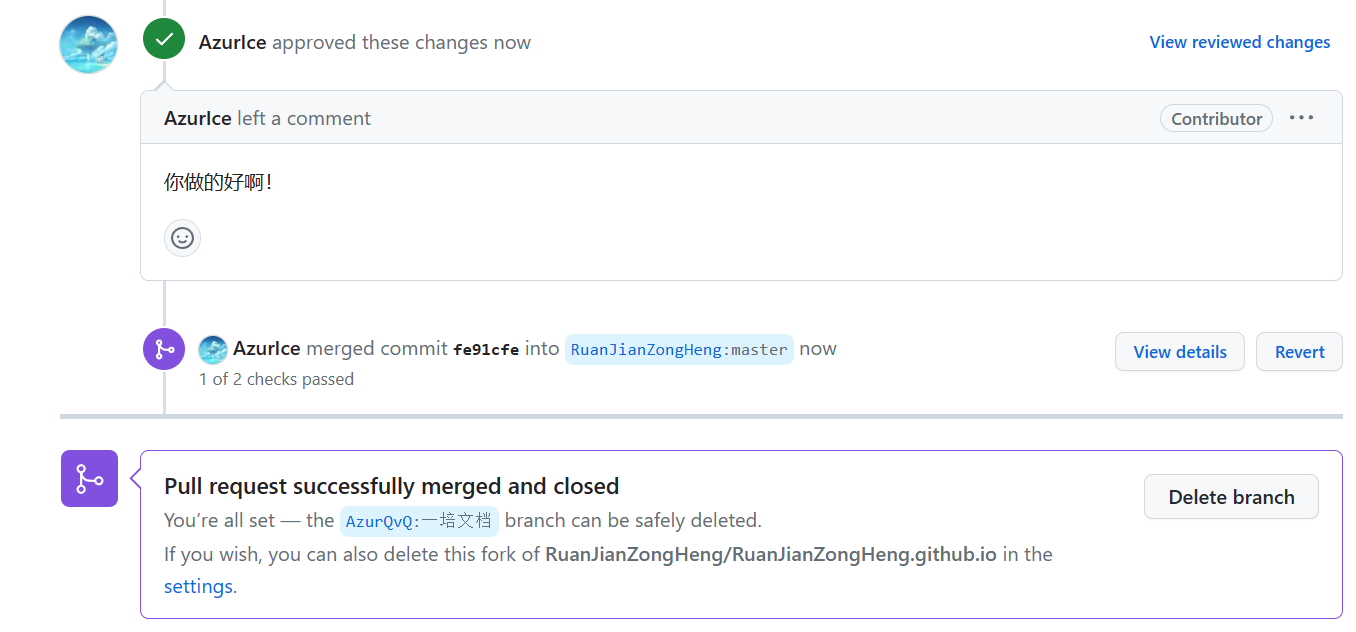 AzurIce approved these changes now
View reviewed changes
AzurIce left a comment
Contributor
你做的好啊！
AzurIce merged commit fe91cfe into RuanJianZongHeng:master now
View details
Revert
1 of 2 checks passed
Pull request successfully merged and closed
Delete branch
You’re all set — the AzurQvQ:一培文档 branch can be safely deleted.
If you wish, you can also delete this fork of RuanJianZongHeng/RuanJianZongHeng.github.io in the
settings.